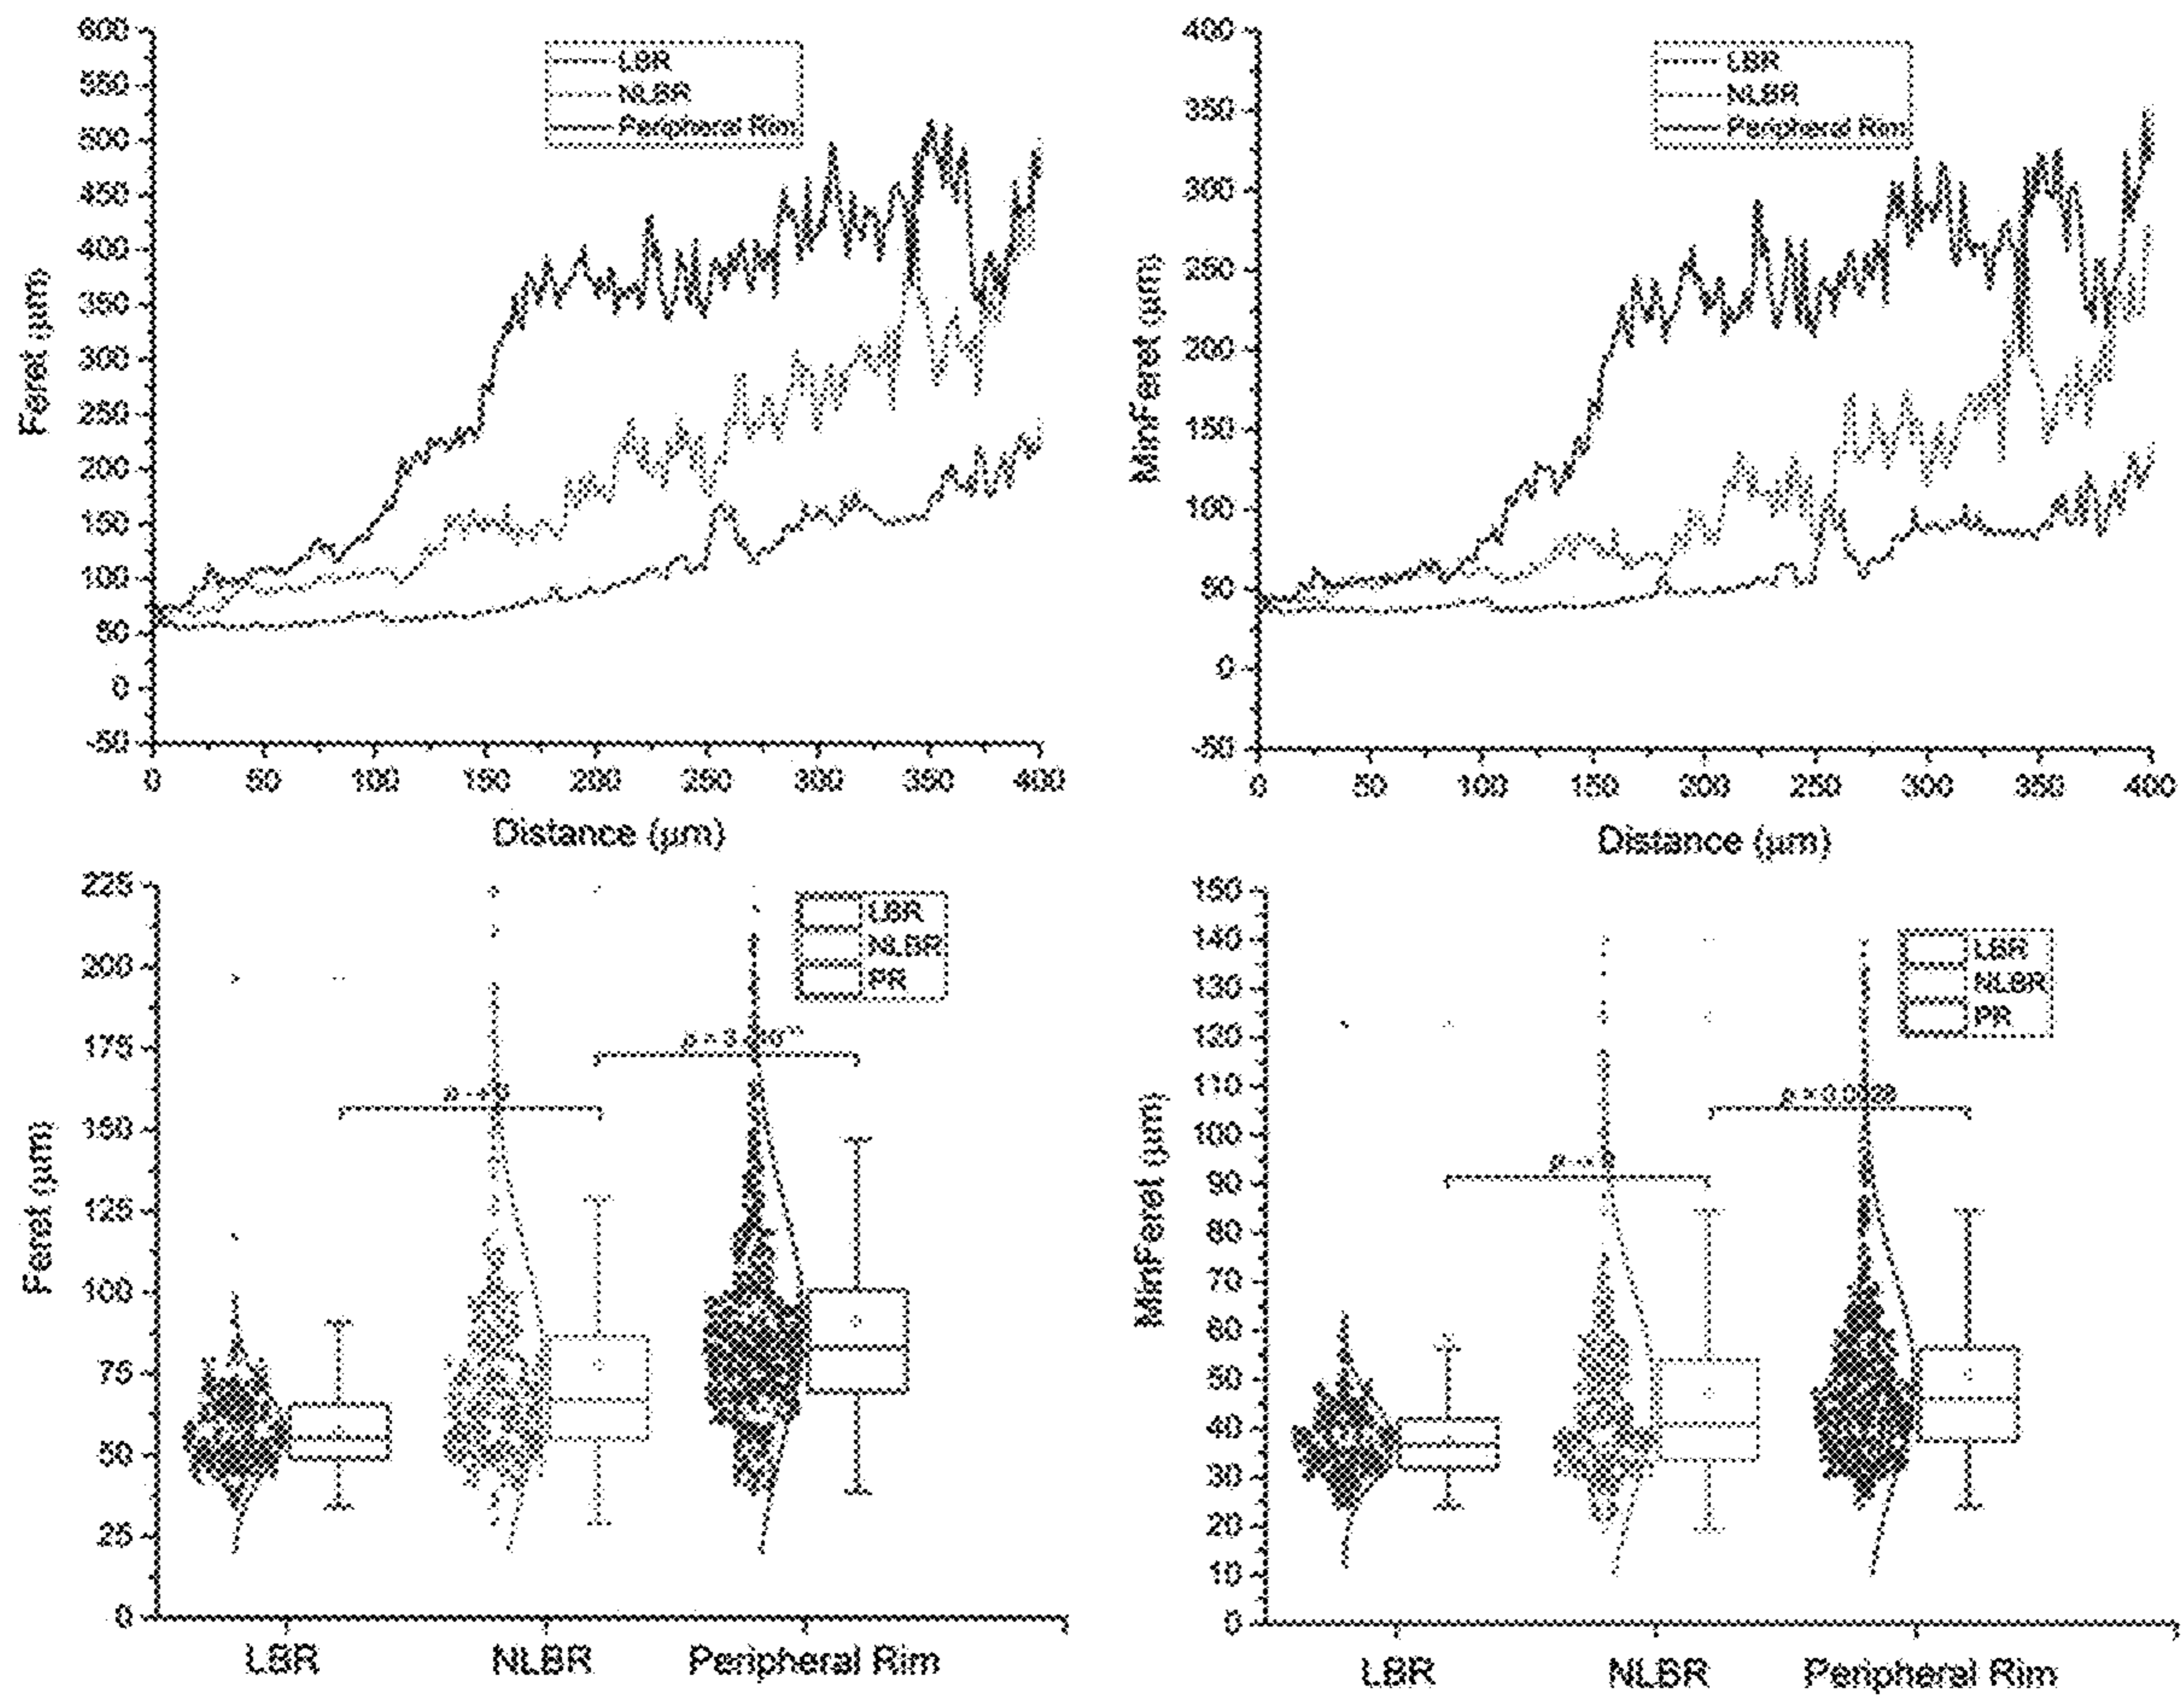 600
550
500
450
400
350
300
250
200
150
100
50
0
-50
Feret (μm)
LBR
NLBR
Peripheral Rim
0 50 100 150 200 250 300 350 400
Distance (μm)
400
350
300
250
200
150
100
50
0
-50
MinFeret (μm)
LBR
NLBR
Peripheral Rim
0 50 100 150 200 250 300 350 400
Distance (μm)
225
200
175
150
125
100
75
50
25
0
Feret (μm)
LBR
NLBR
PR
LBR NLBR Peripheral Rim
150
140
130
120
110
100
90
80
70
60
50
40
30
20
10
0
MinFeret (μm)
LBR
NLBR
PR
LBR NLBR Peripheral Rim